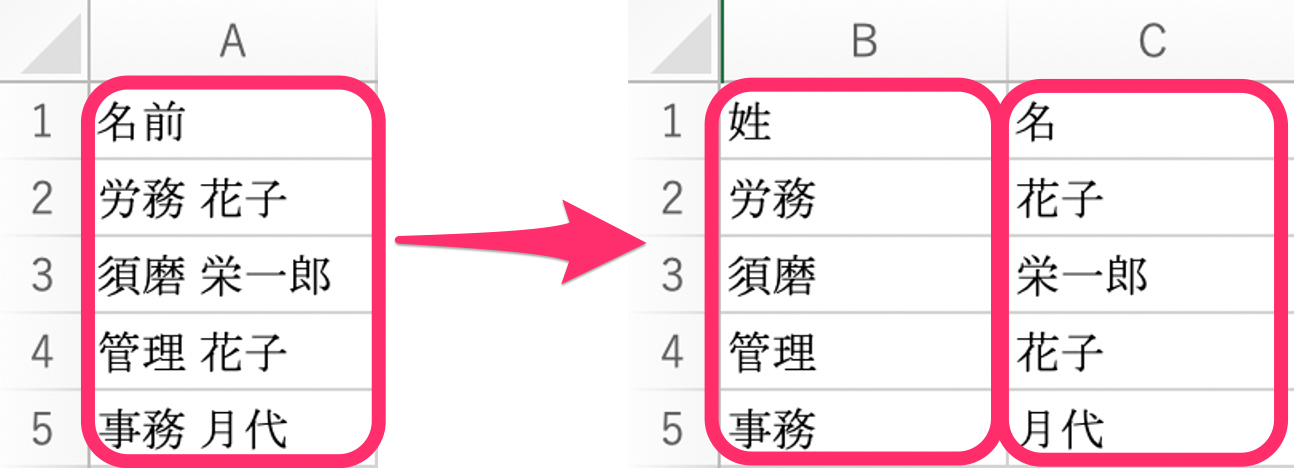 A
1 名前
2 労務 花子
3 須磨 栄一郎
4 管理 花子
5 事務 月代
B C
1 姓 名
2 労務 花子
3 須磨 栄一郎
4 管理 花子
5 事務 月代